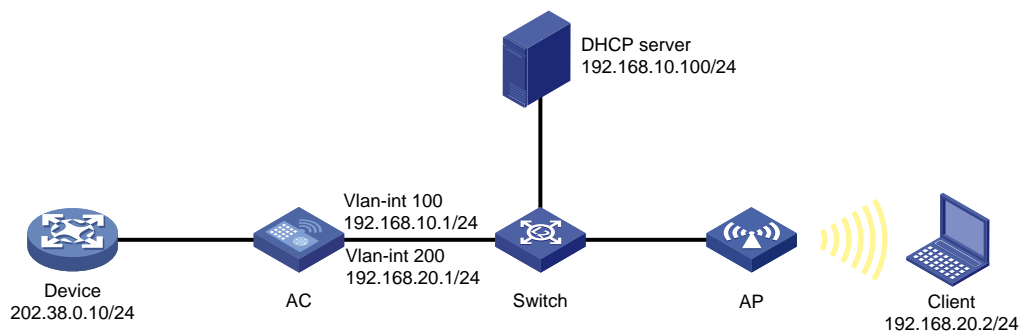 DHCP server
192.168.10.100/24
Vlan-int 100
192.168.10.1/24
Vlan-int 200
192.168.20.1/24
Device
202.38.0.10/24
AC
Switch
AP
Client
192.168.20.2/24